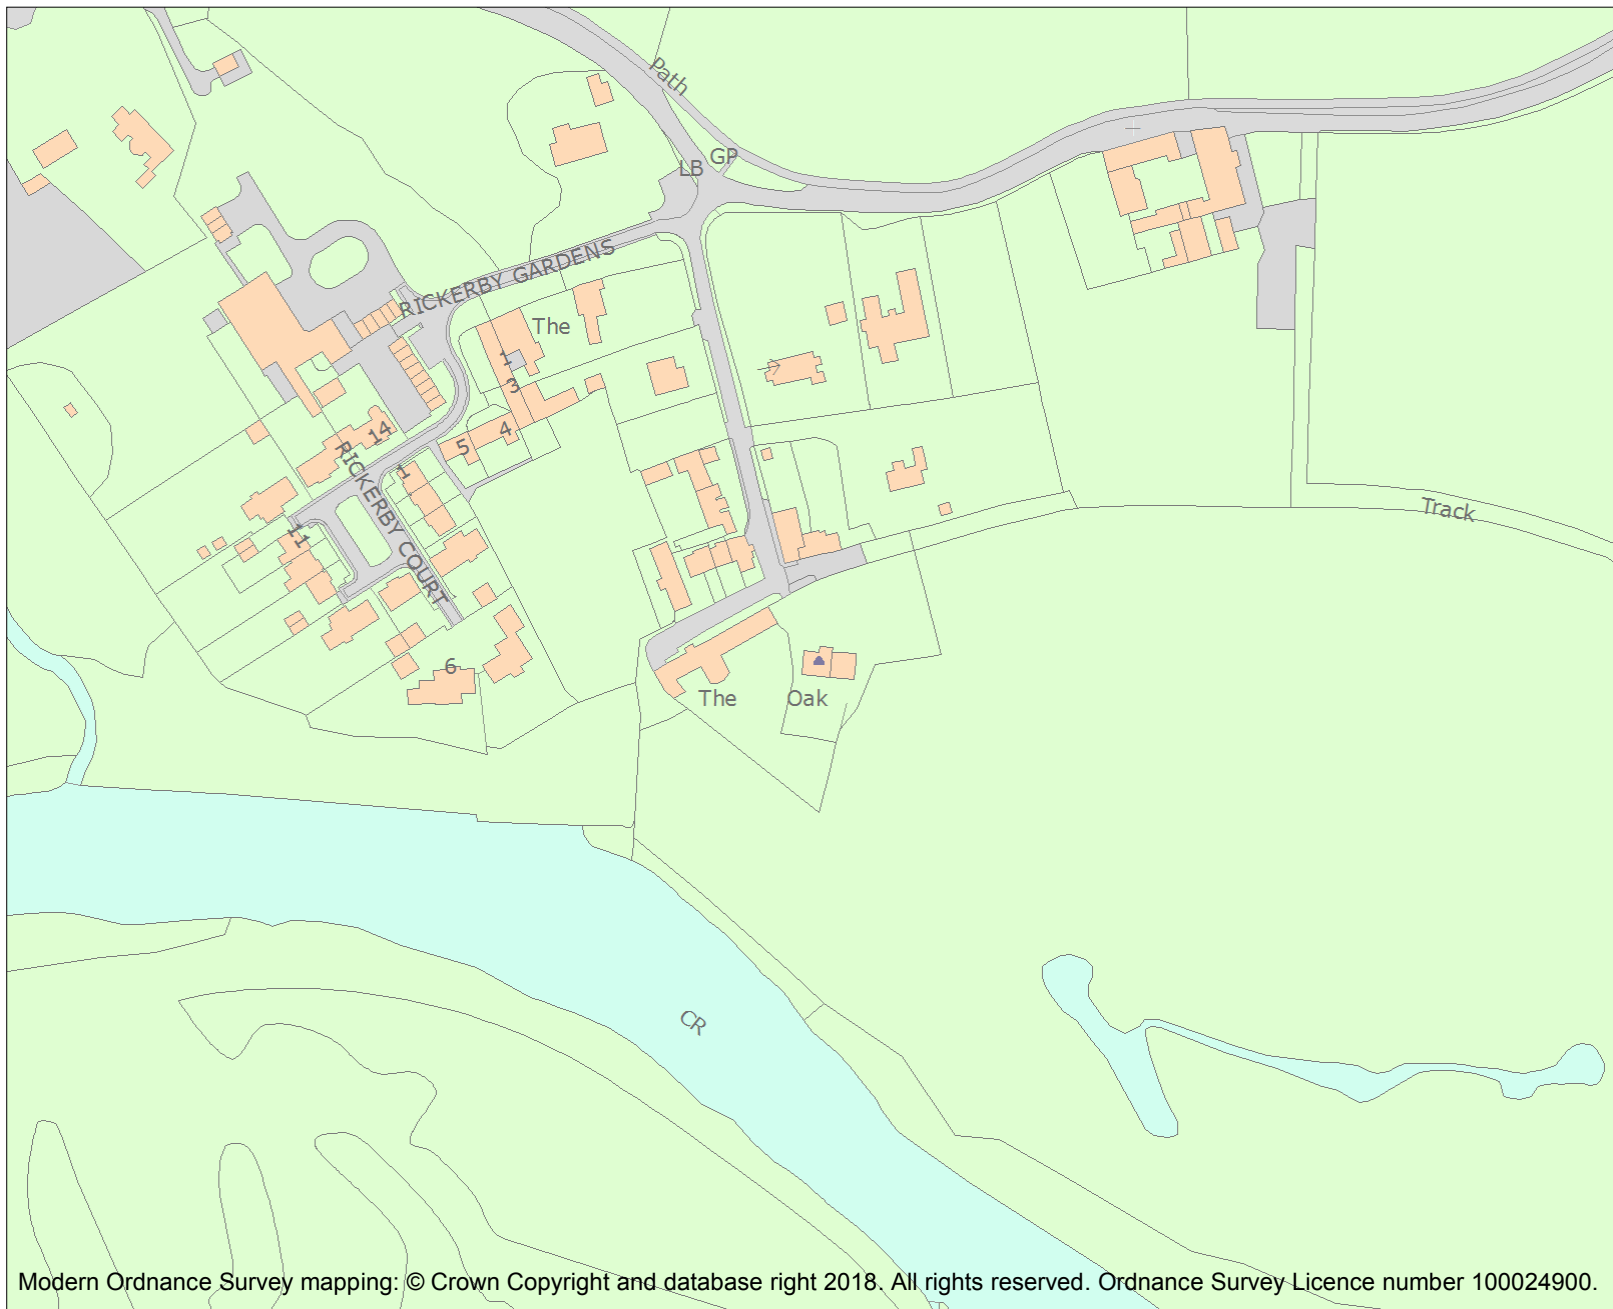 Path
GP
LB
RICKERBY GARDENS
The
1
3
4
5
14
1
RICKERBY COURT
11
Track
6
The
Oak
CR
Modern Ordnance Survey mapping: © Crown Copyright and database right 2018. All rights reserved. Ordnance Survey Licence number 100024900.